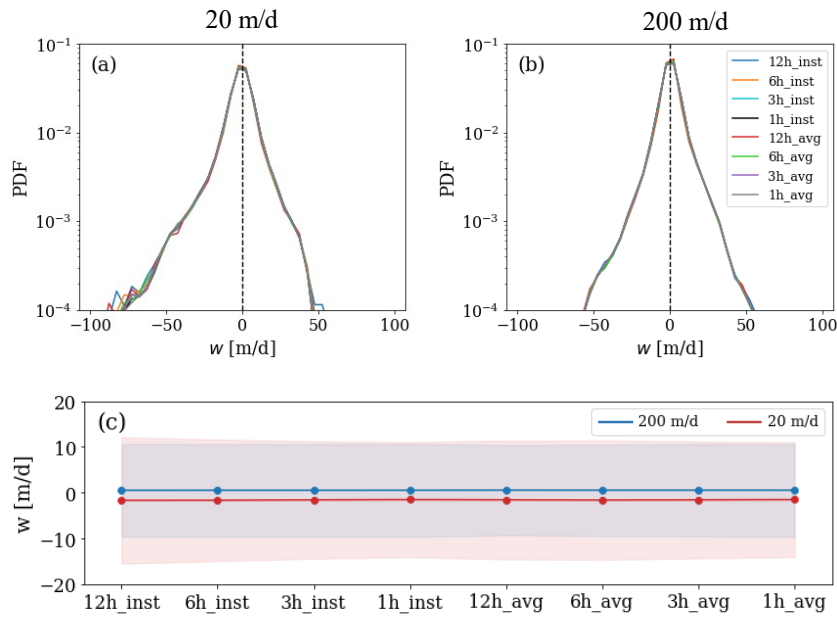 20 m/d
200 m/d
(a)
10⁻¹
10⁻²
10⁻³
10⁻⁴
PDF
−100 −50 0 50 100
w [m/d]
(b)
10⁻¹
10⁻²
10⁻³
10⁻⁴
PDF
−100 −50 0 50 100
w [m/d]
12h_inst
6h_inst
3h_inst
1h_inst
12h_avg
6h_avg
3h_avg
1h_avg
(c)
200 m/d 20 m/d
20
10
0
−10
−20
w [m/d]
12h_inst 6h_inst 3h_inst 1h_inst 12h_avg 6h_avg 3h_avg 1h_avg